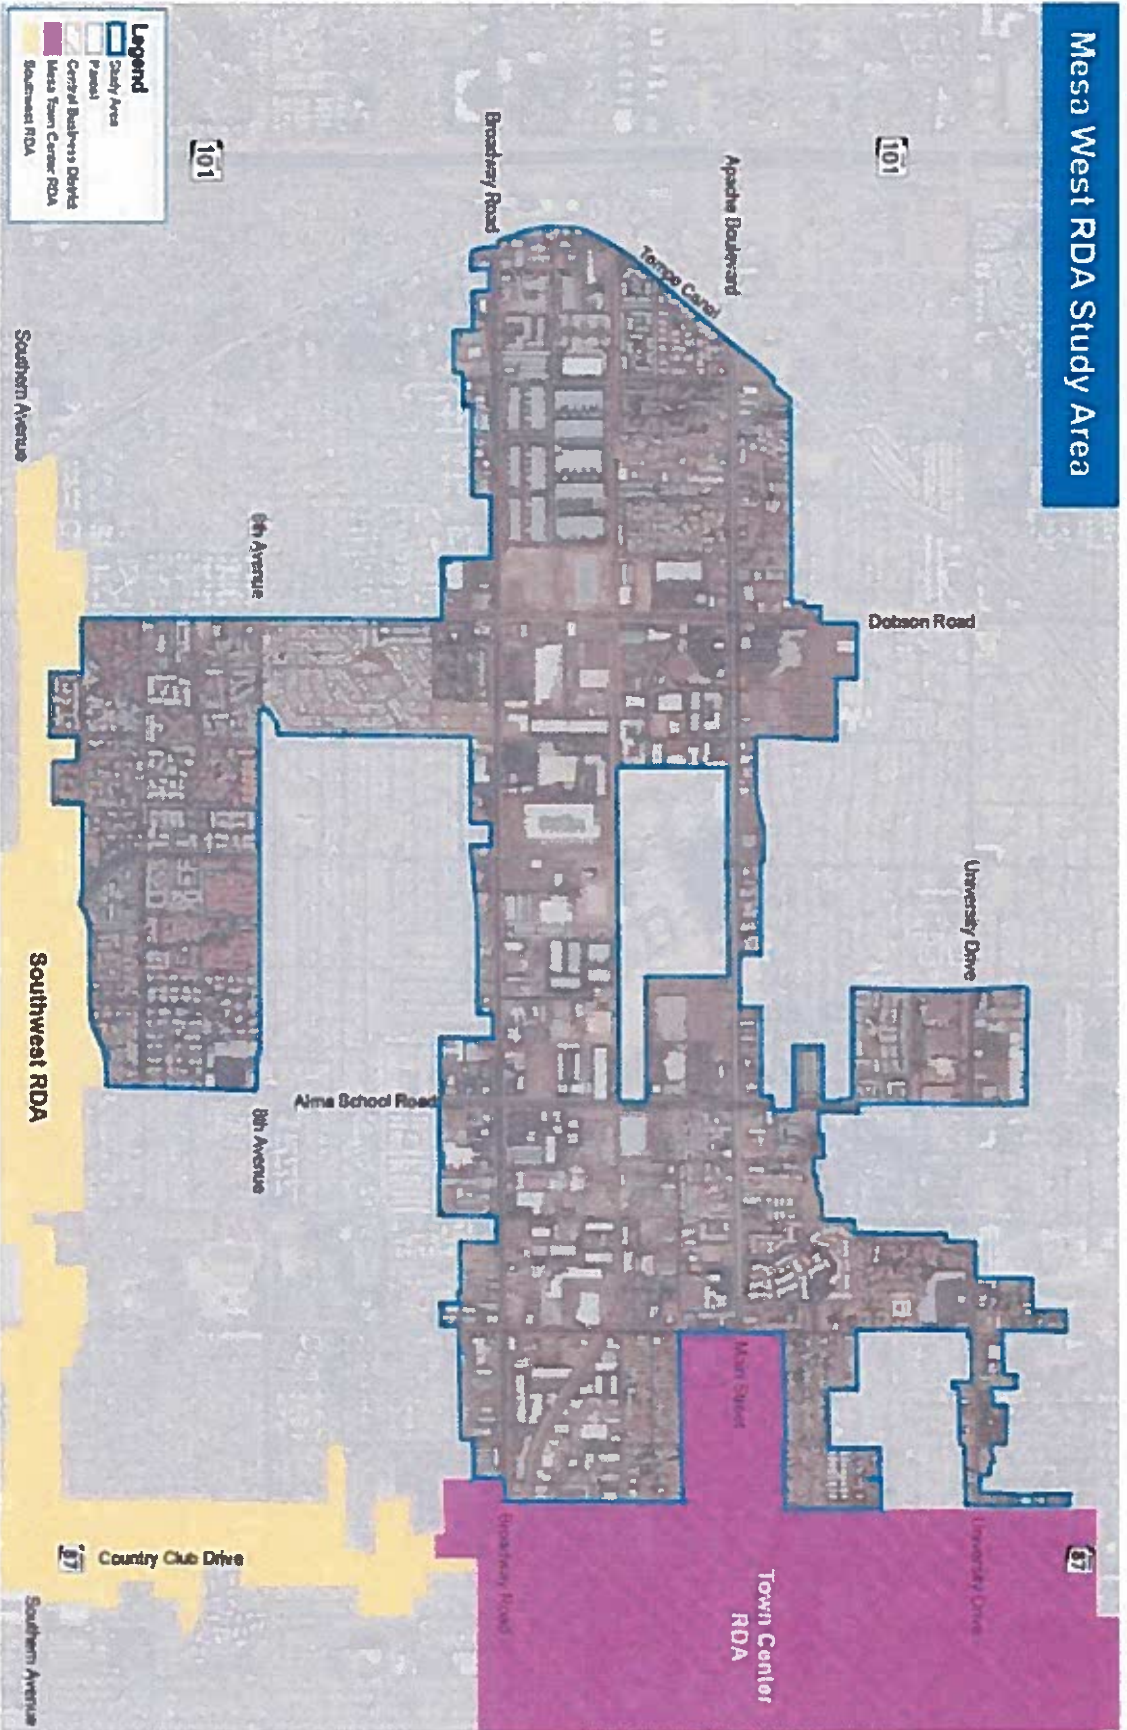 Mesa West RDA Study Area
101
101
Apache Boulevard
Broadway Road
Tempe Canal
Dobson Road
University Drive
8th Avenue
Southern Avenue
Alma School Road
8th Avenue
Southwest RDA
Main Street
Broadway Road
University Drive
Town Center
RDA
87
Country Club Drive
87
Southern Avenue
Legend
Study Area
Parcel
Central Business District
Mesa Town Center RDA
Southwest RDA